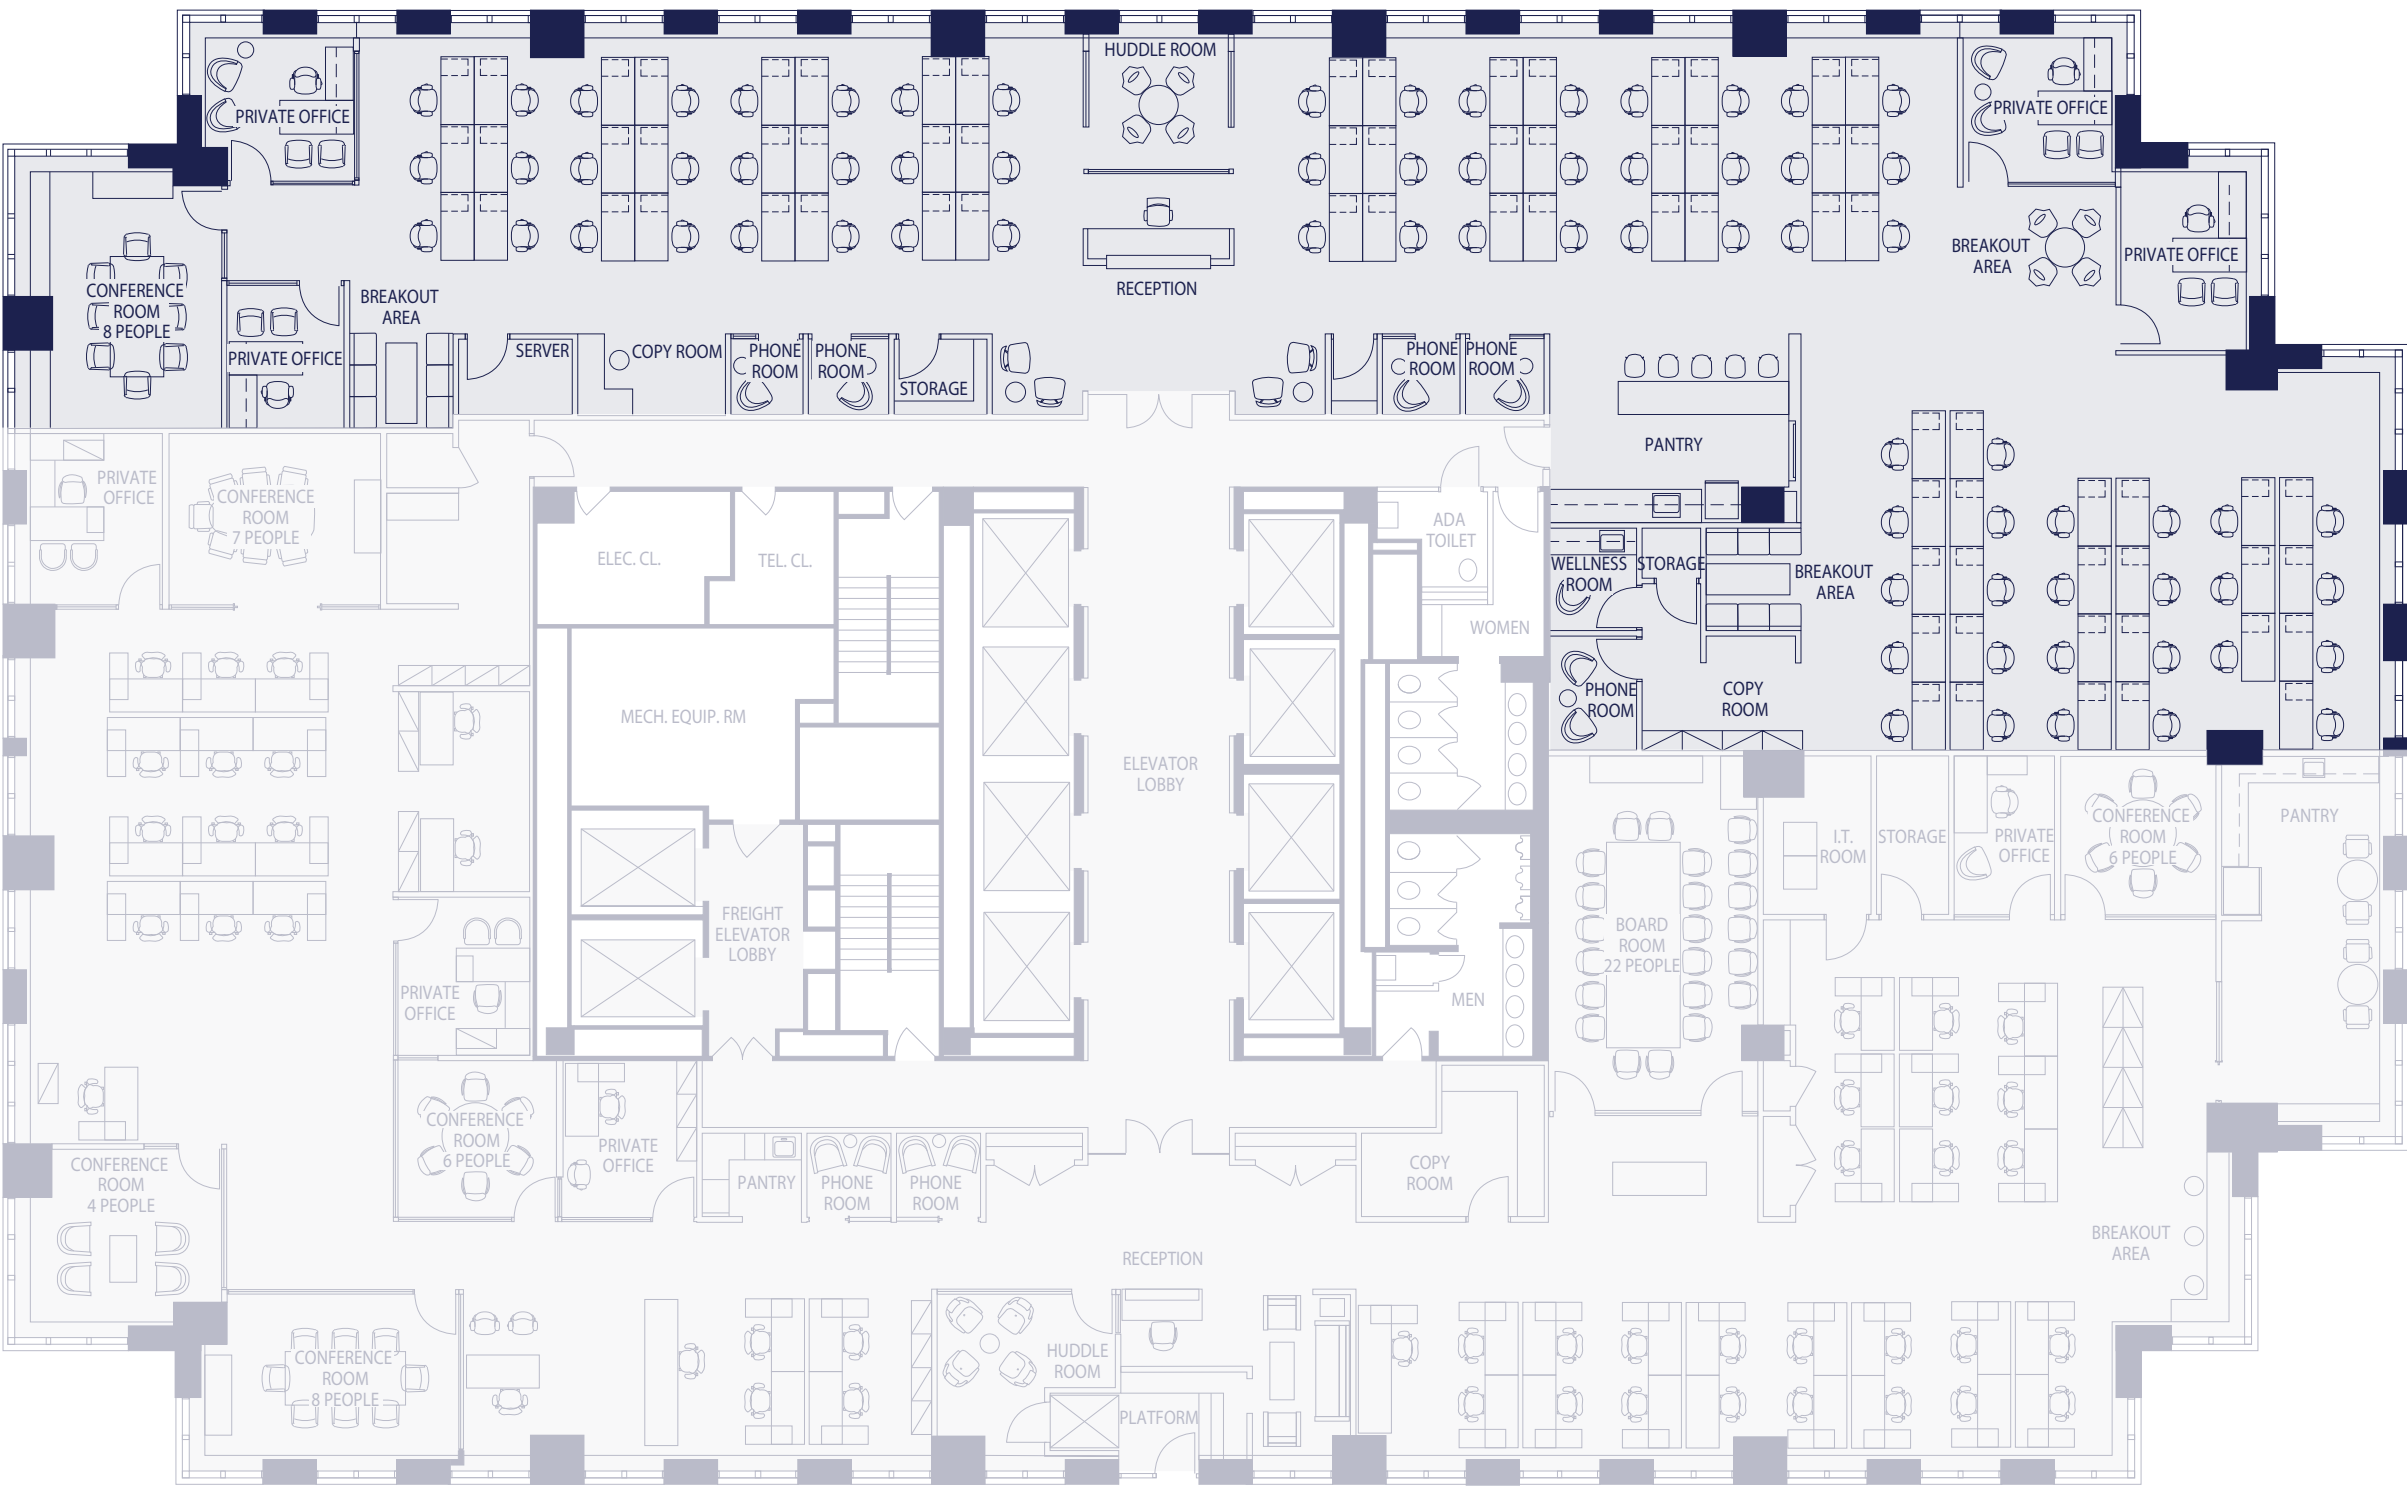 HUDDLE ROOM
PRIVATE OFFICE
PRIVATE OFFICE
BREAKOUT
AREA
PRIVATE OFFICE
CONFERENCE
ROOM
8 PEOPLE
BREAKOUT
AREA
RECEPTION
PRIVATE OFFICE
SERVER
COPY ROOM
PHONE
ROOM
PHONE
ROOM
STORAGE
PHONE
ROOM
PHONE
ROOM
PANTRY
PRIVATE
OFFICE
CONFERENCE
ROOM
7 PEOPLE
ELEC. CL.
TEL. CL.
ADA
TOILET
WELLNESS
ROOM
STORAGE
BREAKOUT
AREA
WOMEN
PHONE
ROOM
COPY
ROOM
MECH. EQUIP. RM
ELEVATOR
LOBBY
I.T.
ROOM
STORAGE
PRIVATE
OFFICE
CONFERENCE
ROOM
6 PEOPLE
PANTRY
FREIGHT
ELEVATOR
LOBBY
BOARD
ROOM
22 PEOPLE
PRIVATE
OFFICE
MEN
CONFERENCE
ROOM
4 PEOPLE
CONFERENCE
ROOM
6 PEOPLE
PRIVATE
OFFICE
PANTRY
PHONE
ROOM
PHONE
ROOM
COPY
ROOM
BREAKOUT
AREA
RECEPTION
CONFERENCE
ROOM
8 PEOPLE
HUDDLE
ROOM
PLATFORM